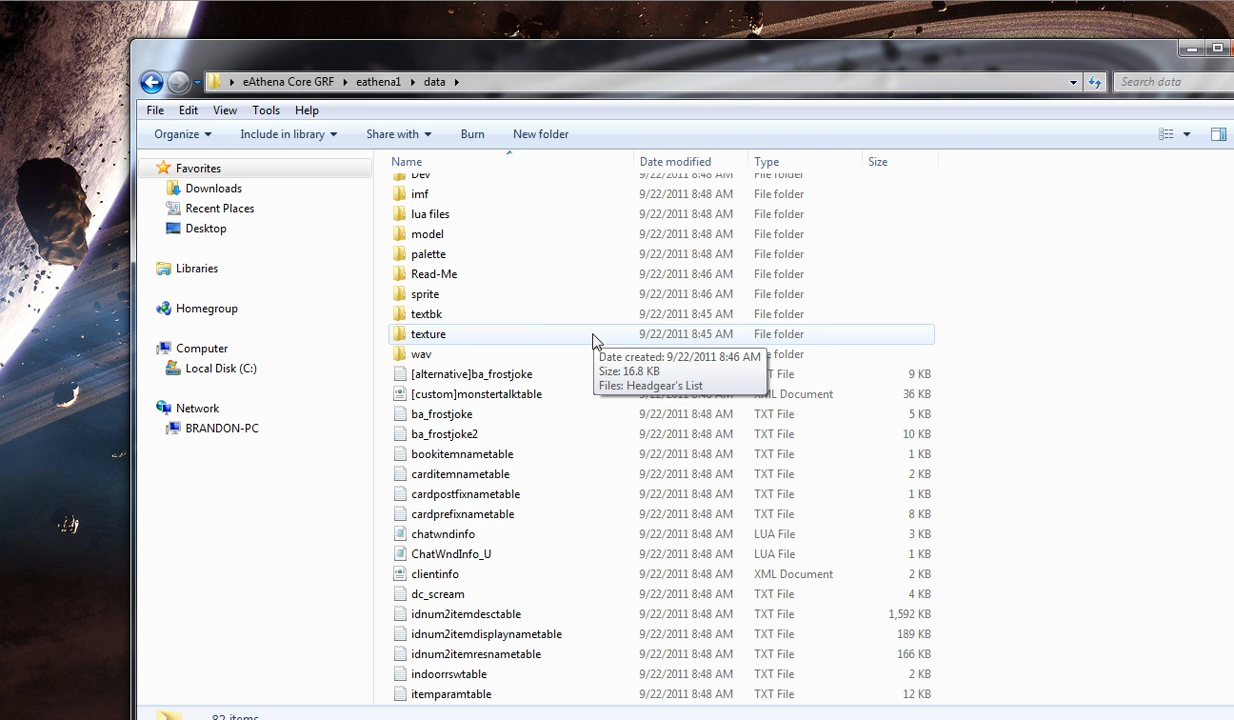 eAthena Core GRF eathena1 data Search data
File Edit View Tools Help
Organize Include in library Share with Burn New folder
Name Date modified Type Size
Favorites
Downloads
Recent Places
Desktop
Libraries
Homegroup
Computer
Local Disk (C:)
Network
BRANDON-PC
Dev 9/22/2011 8:48 AM File folder
imf 9/22/2011 8:48 AM File folder
lua files 9/22/2011 8:48 AM File folder
model 9/22/2011 8:48 AM File folder
palette 9/22/2011 8:48 AM File folder
Read-Me 9/22/2011 8:46 AM File folder
sprite 9/22/2011 8:46 AM File folder
textbk 9/22/2011 8:45 AM File folder
texture 9/22/2011 8:45 AM File folder
wav folder
Date created: 9/22/2011 8:46 AM
Size: 16.8 KB
Files: Headgear's List
[alternative]ba_frostjoke File 9 KB
[custom]monstertalktable Document 36 KB
ba_frostjoke 9/22/2011 8:48 AM TXT File 5 KB
ba_frostjoke2 9/22/2011 8:48 AM TXT File 10 KB
bookitemnametable 9/22/2011 8:48 AM TXT File 1 KB
carditemnametable 9/22/2011 8:48 AM TXT File 2 KB
cardpostfixnametable 9/22/2011 8:48 AM TXT File 1 KB
cardprefixnametable 9/22/2011 8:48 AM TXT File 8 KB
chatwndinfo 9/22/2011 8:48 AM LUA File 3 KB
ChatWndInfo_U 9/22/2011 8:48 AM LUA File 1 KB
clientinfo 9/22/2011 8:48 AM XML Document 2 KB
dc_scream 9/22/2011 8:48 AM TXT File 4 KB
idnum2itemdesctable 9/22/2011 8:48 AM TXT File 1,592 KB
idnum2itemdisplaynametable 9/22/2011 8:48 AM TXT File 189 KB
idnum2itemresnametable 9/22/2011 8:48 AM TXT File 166 KB
indoorrswtable 9/22/2011 8:48 AM TXT File 2 KB
itemparamtable 9/22/2011 8:48 AM TXT File 12 KB
82 items